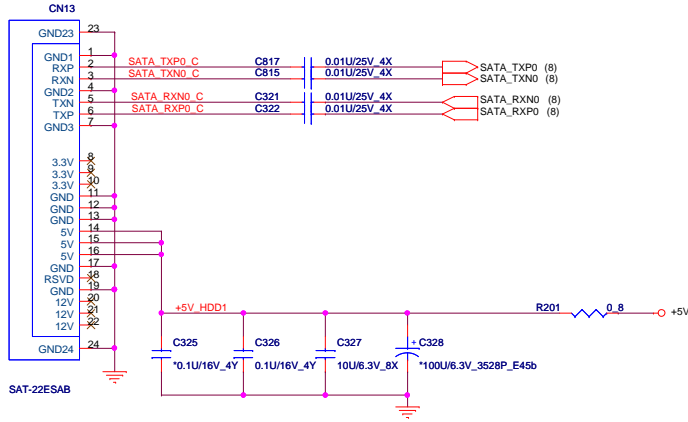 CN13
GND23 23
GND1 1
RXP 2 SATA_TXP0_C C817 0.01U/25V_4X SATA_TXP0 (8)
RXN 3 SATA_TXN0_C C815 0.01U/25V_4X SATA_TXN0 (8)
GND2 4
TXN 5 SATA_RXN0_C C321 0.01U/25V_4X SATA_RXN0 (8)
TXP 6 SATA_RXP0_C C322 0.01U/25V_4X SATA_RXP0 (8)
GND3 7
3.3V 8
3.3V 9
3.3V 10
GND 11
GND 12
GND 13
5V 14
5V 15
5V 16
GND 17
RSVD 18
GND 19
12V 20
12V 21
12V 22
GND24 24
SAT-22ESAB
+5V_HDD1
R201 0_8 +5V
C325 C326 C327 + C328
*0.1U/16V_4Y 0.1U/16V_4Y 10U/6.3V_8X *100U/6.3V_3528P_E45b